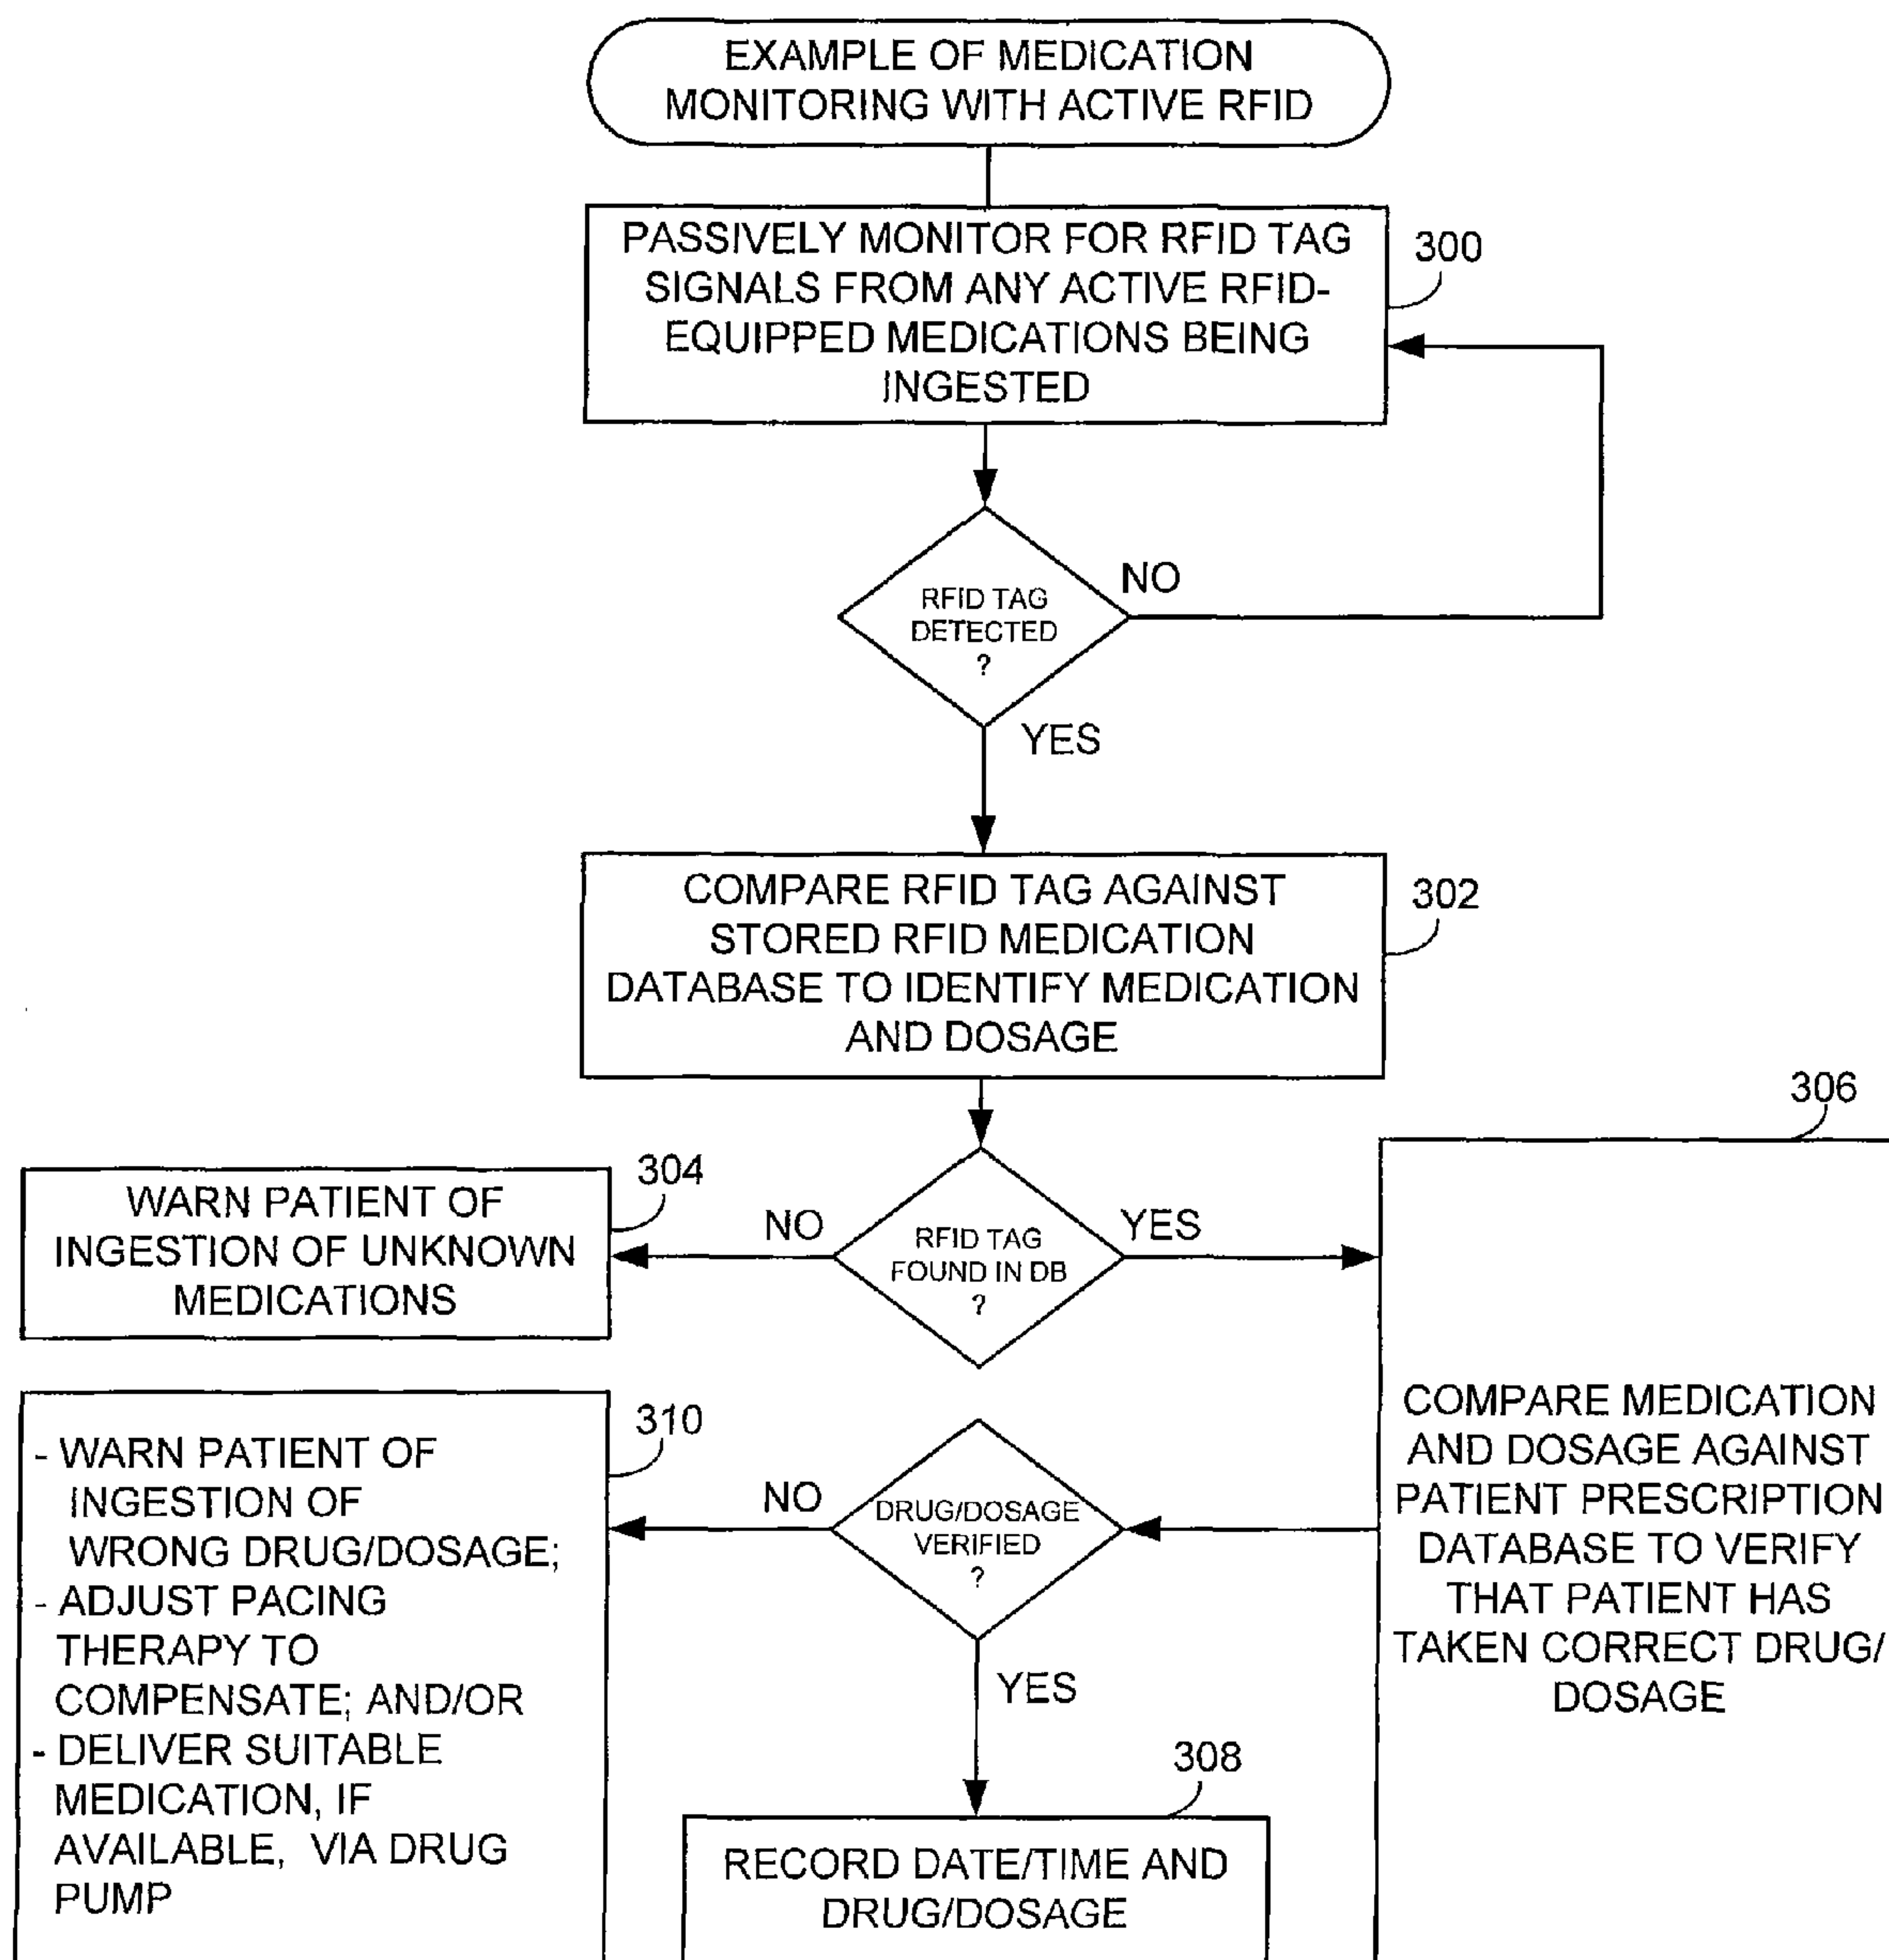 EXAMPLE OF MEDICATION
MONITORING WITH ACTIVE RFID
PASSIVELY MONITOR FOR RFID TAG
SIGNALS FROM ANY ACTIVE RFID-
EQUIPPED MEDICATIONS BEING
INGESTED
300
RFID TAG
DETECTED
?
NO
YES
COMPARE RFID TAG AGAINST
STORED RFID MEDICATION
DATABASE TO IDENTIFY MEDICATION
AND DOSAGE
302
RFID TAG
FOUND IN DB
?
NO
YES
WARN PATIENT OF
INGESTION OF UNKNOWN
MEDICATIONS
304
306
COMPARE MEDICATION
AND DOSAGE AGAINST
PATIENT PRESCRIPTION
DATABASE TO VERIFY
THAT PATIENT HAS
TAKEN CORRECT DRUG/
DOSAGE
DRUG/DOSAGE
VERIFIED
?
NO
YES
310
- WARN PATIENT OF
INGESTION OF
WRONG DRUG/DOSAGE;
- ADJUST PACING
THERAPY TO
COMPENSATE; AND/OR
- DELIVER SUITABLE
MEDICATION, IF
AVAILABLE, VIA DRUG
PUMP
308
RECORD DATE/TIME AND
DRUG/DOSAGE